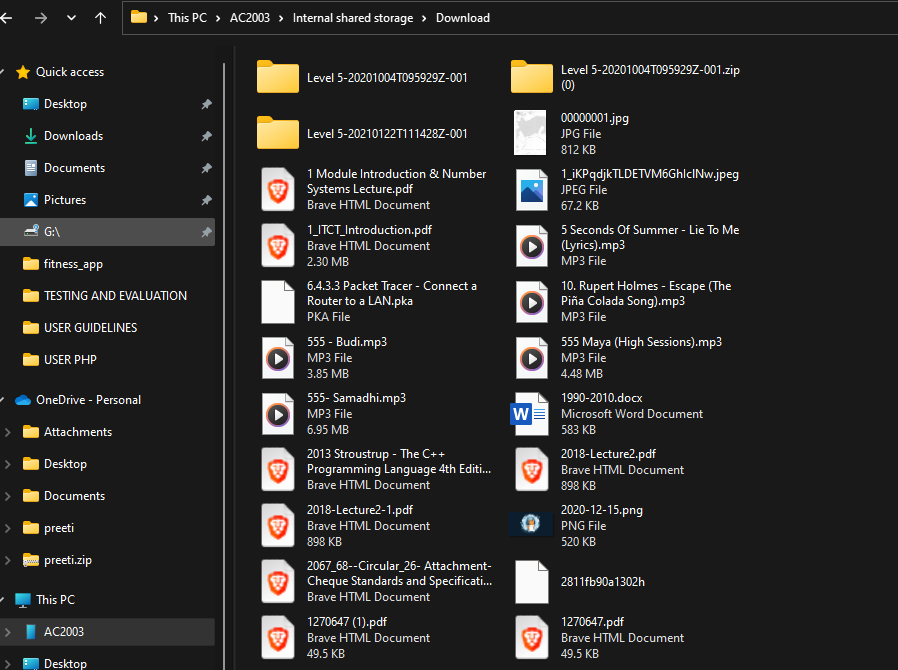 This PC > AC2003 > Internal shared storage > Download
Quick access
Desktop
Downloads
Documents
Pictures
G:\
fitness_app
TESTING AND EVALUATION
USER GUIDELINES
USER PHP
OneDrive - Personal
Attachments
Desktop
Documents
preeti
preeti.zip
This PC
AC2003
Desktop
Level 5-20201004T095929Z-001
Level 5-20201004T095929Z-001.zip
(0)
Level 5-20210122T111428Z-001
00000001.jpg
JPG File
812 KB
1 Module Introduction & Number
Systems Lecture.pdf
Brave HTML Document
1_iKPqdjkTLDETVM6GhlcINw.jpeg
JPEG File
67.2 KB
1_ITCT_Introduction.pdf
Brave HTML Document
2.30 MB
5 Seconds Of Summer - Lie To Me
(Lyrics).mp3
MP3 File
6.4.3.3 Packet Tracer - Connect a
Router to a LAN.pka
PKA File
10. Rupert Holmes - Escape (The
Piña Colada Song).mp3
MP3 File
555 - Budi.mp3
MP3 File
3.85 MB
555 Maya (High Sessions).mp3
MP3 File
4.48 MB
555- Samadhi.mp3
MP3 File
6.95 MB
W
1990-2010.docx
Microsoft Word Document
583 KB
2013 Stroustrup - The C++
Programming Language 4th Editi...
Brave HTML Document
2018-Lecture2.pdf
Brave HTML Document
898 KB
2018-Lecture2-1.pdf
Brave HTML Document
898 KB
2020-12-15.png
PNG File
520 KB
2067_68--Circular_26- Attachment-
Cheque Standards and Specificati...
Brave HTML Document
2811fb90a1302h
1270647 (1).pdf
Brave HTML Document
49.5 KB
1270647.pdf
Brave HTML Document
49.5 KB